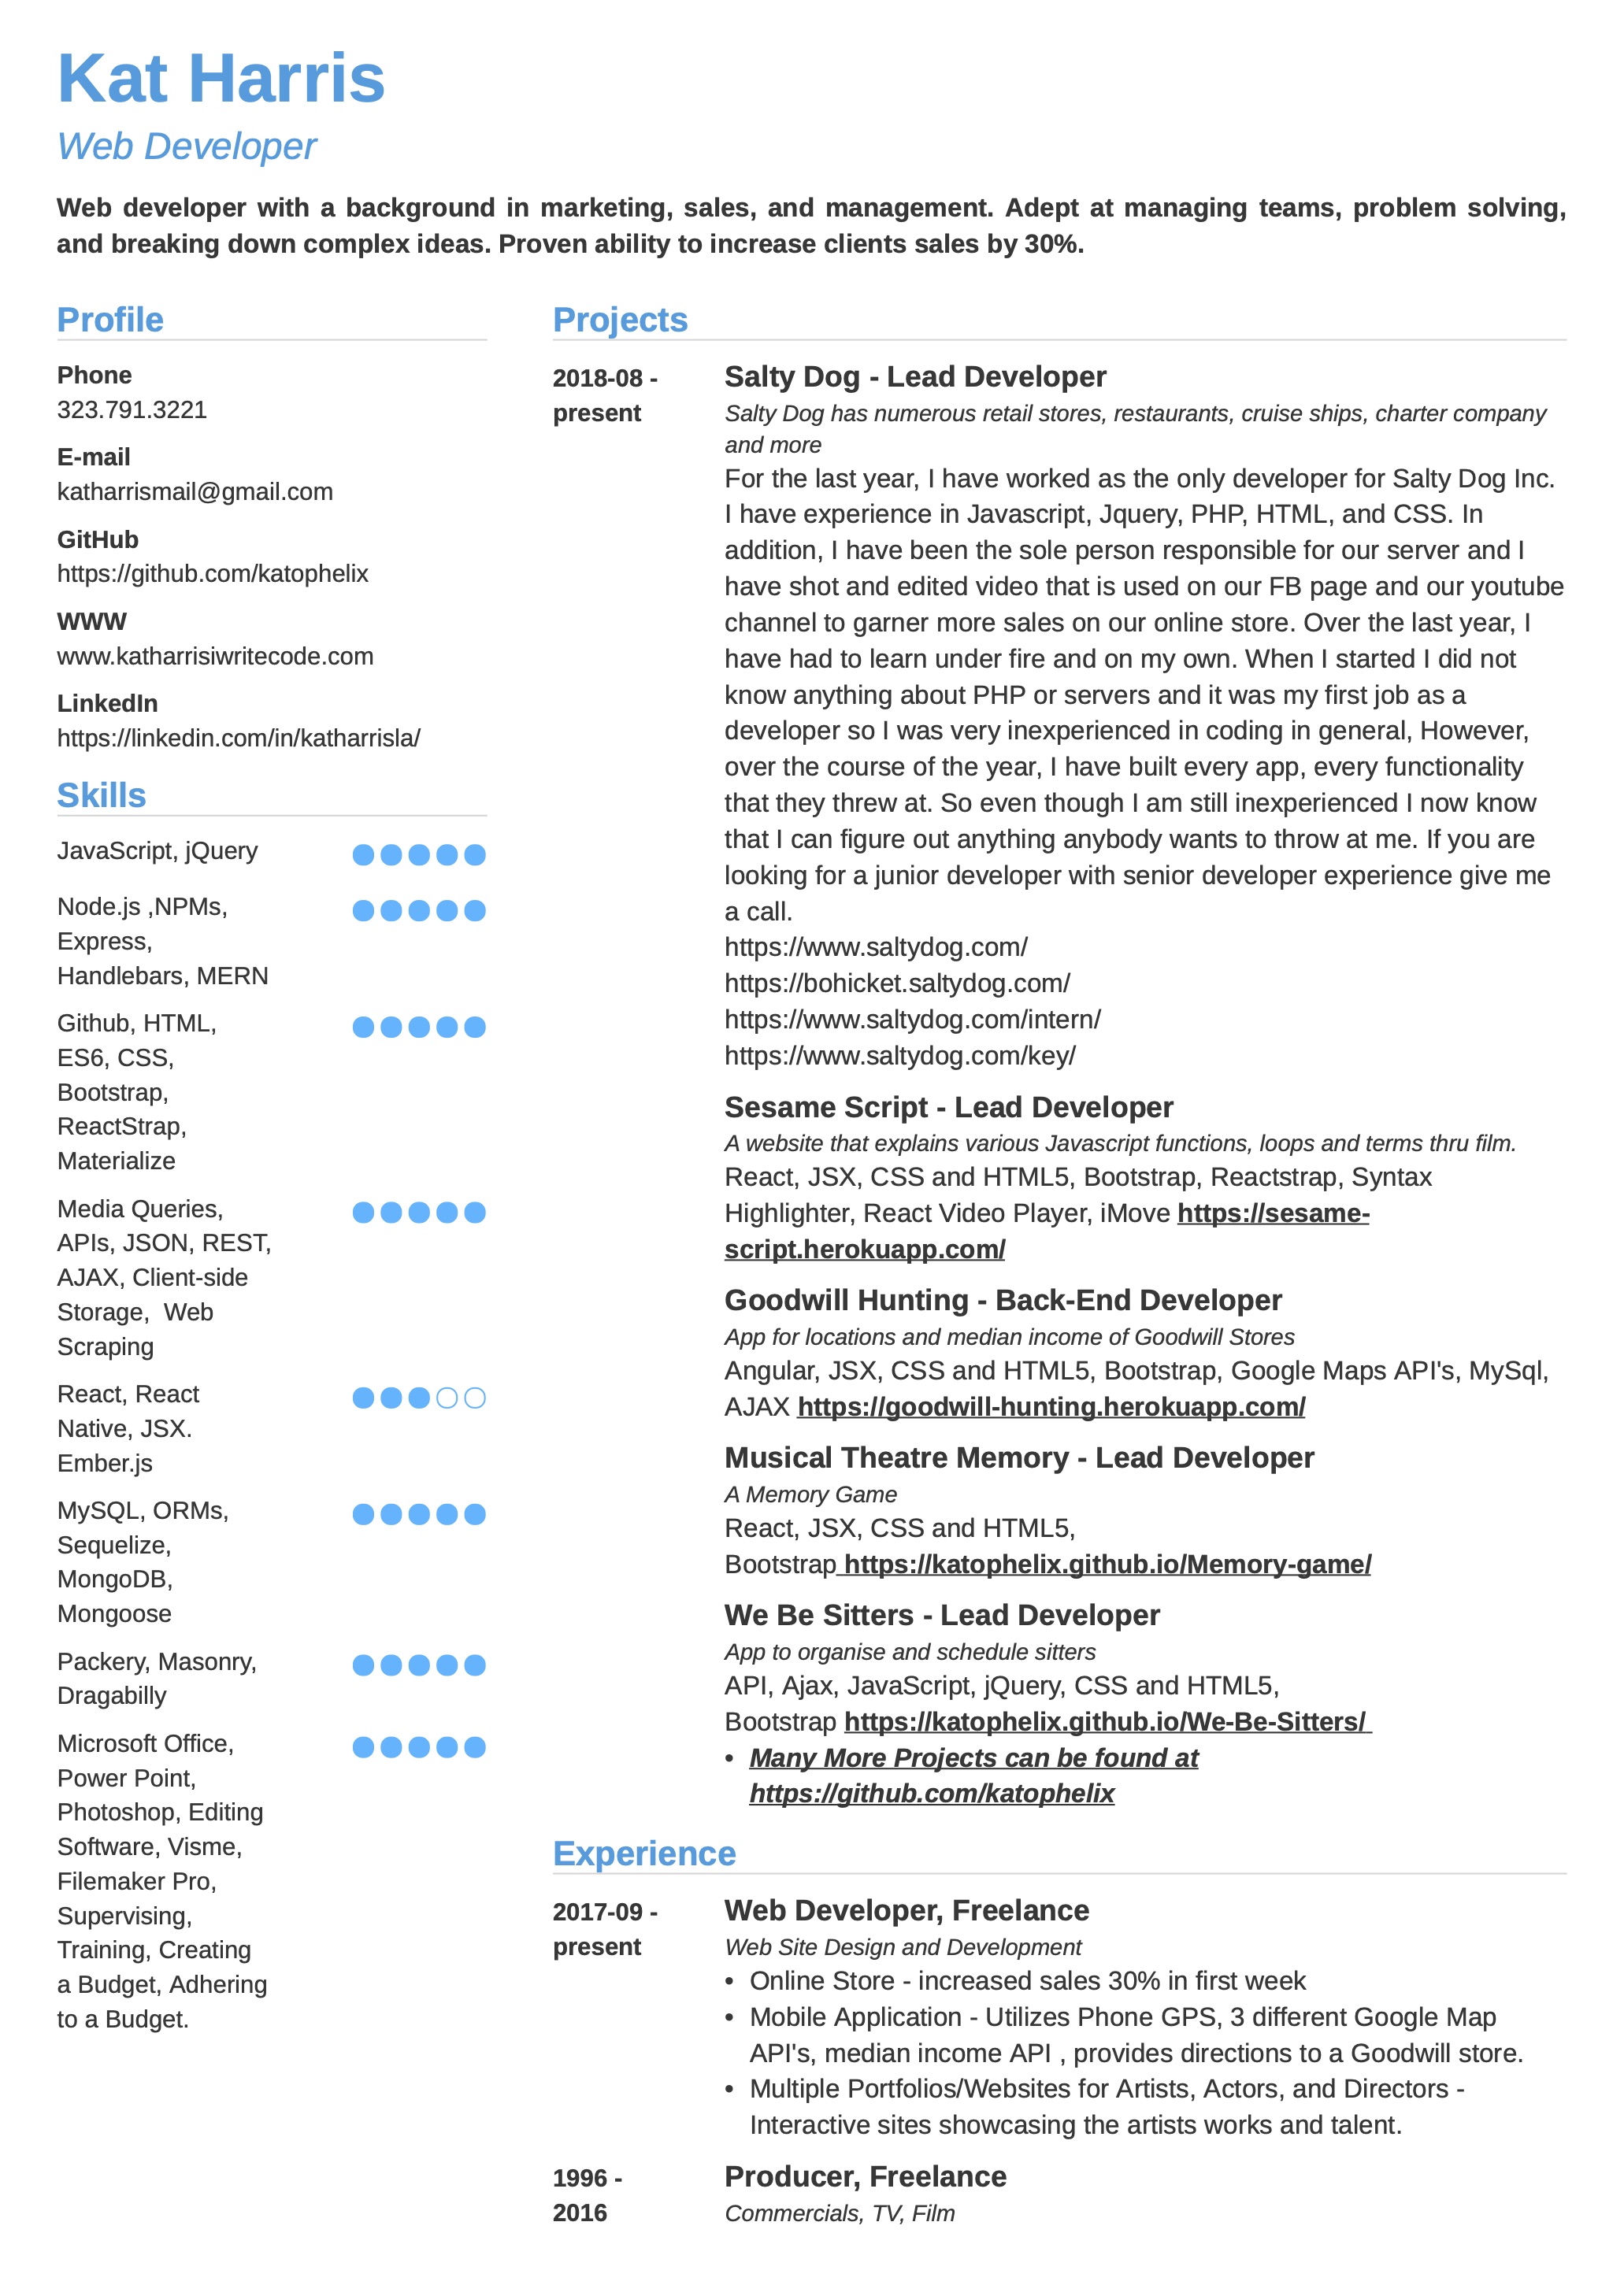 Kat Harris
Web Developer
Web developer with a background in marketing, sales, and management. Adept at managing teams, problem solving,
and breaking down complex ideas. Proven ability to increase clients sales by 30%.
Profile
Phone
323.791.3221
E-mail
katharrismail@gmail.com
GitHub
https://github.com/katophelix
WWW
www.katharrisiwritecode.com
LinkedIn
https://linkedin.com/in/katharrisla/
Skills
JavaScript, jQuery
Node.js ,NPMs,
Express,
Handlebars, MERN
Github, HTML,
ES6, CSS,
Bootstrap,
ReactStrap,
Materialize
Media Queries,
APIs, JSON, REST,
AJAX, Client-side
Storage,  Web
Scraping
React, React
Native, JSX.
Ember.js
MySQL, ORMs,
Sequelize,
MongoDB,
Mongoose
Packery, Masonry,
Dragabilly
Microsoft Office,
Power Point,
Photoshop, Editing
Software, Visme,
Filemaker Pro,
Supervising,
Training, Creating
a Budget, Adhering
to a Budget.
Projects
2018-08 -
present
Salty Dog - Lead Developer
Salty Dog has numerous retail stores, restaurants, cruise ships, charter company
and more
For the last year, I have worked as the only developer for Salty Dog Inc.
I have experience in Javascript, Jquery, PHP, HTML, and CSS. In
addition, I have been the sole person responsible for our server and I
have shot and edited video that is used on our FB page and our youtube
channel to garner more sales on our online store. Over the last year, I
have had to learn under fire and on my own. When I started I did not
know anything about PHP or servers and it was my first job as a
developer so I was very inexperienced in coding in general, However,
over the course of the year, I have built every app, every functionality
that they threw at. So even though I am still inexperienced I now know
that I can figure out anything anybody wants to throw at me. If you are
looking for a junior developer with senior developer experience give me
a call.
https://www.saltydog.com/
https://bohicket.saltydog.com/
https://www.saltydog.com/intern/
https://www.saltydog.com/key/
Sesame Script - Lead Developer
A website that explains various Javascript functions, loops and terms thru film.
React, JSX, CSS and HTML5, Bootstrap, Reactstrap, Syntax
Highlighter, React Video Player, iMove https://sesame-
script.herokuapp.com/
Goodwill Hunting - Back-End Developer
App for locations and median income of Goodwill Stores
Angular, JSX, CSS and HTML5, Bootstrap, Google Maps API's, MySql,
AJAX https://goodwill-hunting.herokuapp.com/
Musical Theatre Memory - Lead Developer
A Memory Game
React, JSX, CSS and HTML5,
Bootstrap https://katophelix.github.io/Memory-game/
We Be Sitters - Lead Developer
App to organise and schedule sitters
API, Ajax, JavaScript, jQuery, CSS and HTML5,
Bootstrap https://katophelix.github.io/We-Be-Sitters/
• Many More Projects can be found at
https://github.com/katophelix
Experience
2017-09 -
present
Web Developer, Freelance
Web Site Design and Development
• Online Store - increased sales 30% in first week
• Mobile Application - Utilizes Phone GPS, 3 different Google Map
API's, median income API , provides directions to a Goodwill store.
• Multiple Portfolios/Websites for Artists, Actors, and Directors -
Interactive sites showcasing the artists works and talent.
1996 -
2016
Producer, Freelance
Commercials, TV, Film